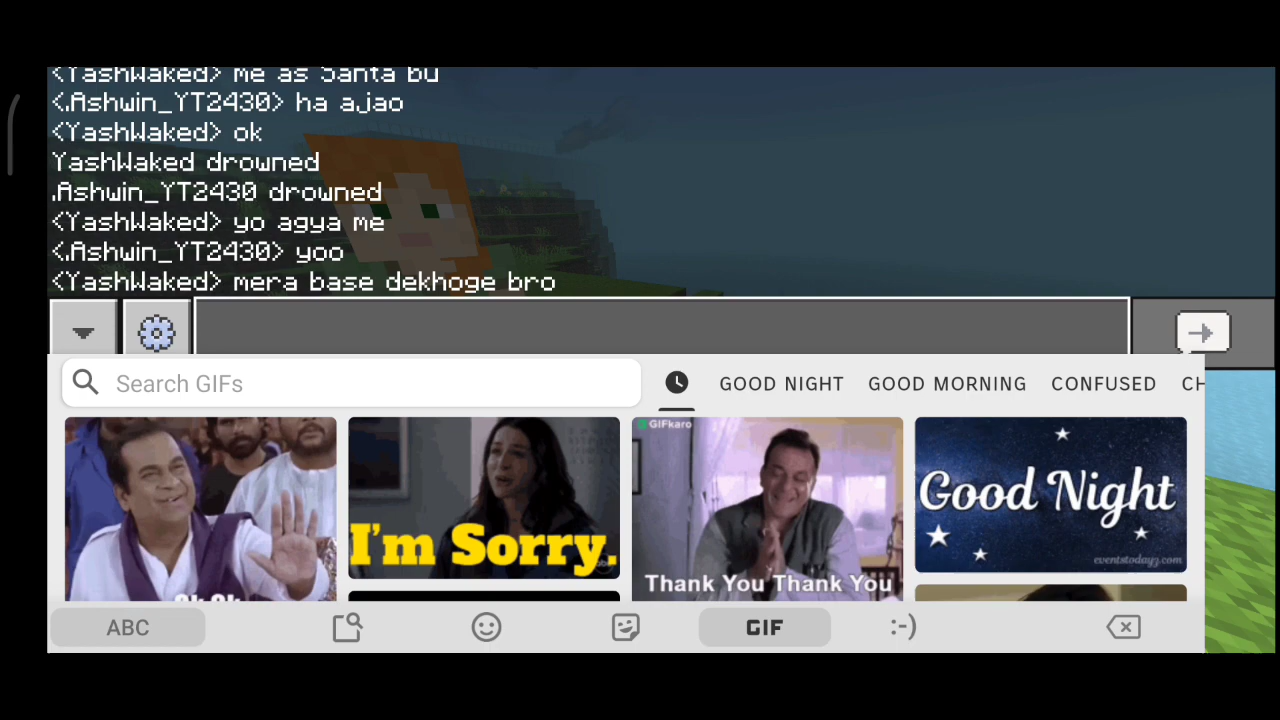 <YashWaked> me as Santa bu
<.Ashwin_YT2430> ha ajao
<YashWaked> ok
YashWaked drowned
.Ashwin_YT2430 drowned
<YashWaked> yo agya me
<.Ashwin_YT2430> yoo
<YashWaked> mera base dekhoge bro
Search GIFs
GOOD NIGHT
GOOD MORNING
CONFUSED
CH
I'm Sorry.
GIFkaro
Thank You Thank You
Good Night
eventstodayz.com
ABC
GIF
:-)